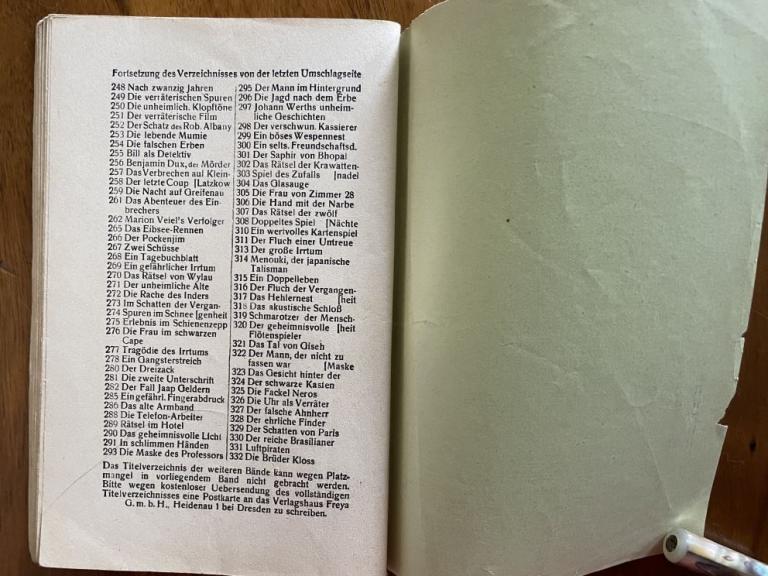 Fortsetzung des Verzeichnisses von der letzten Umschlagseite
248 Nach zwanzig Jahren
249 Die verräterischen Spuren
250 Die unheimlich. Klopftöne
251 Der verräterische Film
252 Der Schatz des Rob. Albany
253 Die lebende Mumie
254 Die falschen Erben
255 Bill als Detektiv
256 Benjamin Dux, der Mörder
257 Das Verbrechen auf Klein-
258 Der letzte Coup [Latzkow
259 Die Nacht auf Greifenau
261 Das Abenteuer des Ein-
brechers
262 Marion Veiel's Verfolger
265 Das Eibsee-Rennen
266 Der Pockenjim
267 Zwei Schüsse
268 Ein Tagebuchblatt
269 Ein gefährlicher Irrtum
270 Das Rätsel von Wylau
271 Der unheimliche Alte
272 Die Rache des Inders
273 Im Schatten der Vergan-
274 Spuren im Schnee [genheit
275 Erlebnis im Schienenzepp
276 Die Frau im schwarzen
Cape
277 Tragödie des Irrtums
278 Ein Gangsterstreich
280 Der Dreizack
281 Die zweite Unterschrift
282 Der Fall Jaap Geldern
285 Ein gefährl. Fingerabdruck
286 Das alte Armband
288 Die Telefon-Arbeiter
289 Rätsel im Hotel
290 Das geheimnisvolle Licht
291 In schlimmen Händen
293 Die Maske des Professors
295 Der Mann im Hintergrund
296 Die Jagd nach dem Erbe
297 Johann Werths unheim-
liche Geschichten
298 Der verschwun. Kassierer
299 Ein böses Wespennest
300 Ein selts. Freundschaftsd.
301 Der Saphir von Bhopal
302 Das Rätsel der Krawatten-
303 Spiel des Zufalls [nadel
304 Das Glasauge
305 Die Frau von Zimmer 28
306 Die Hand mit der Narbe
307 Das Rätsel der zwölf
308 Doppeltes Spiel [Nächte
310 Ein wertvolles Kartenspiel
311 Der Fluch einer Untreue
313 Der große Irrtum
314 Menouki, der japanische
Talisman
315 Ein Doppelleben
316 Der Fluch der Vergangen-
317 Das Hehlernest [heit
318 Das akustische Schloß
319 Schmarotzer der Mensch-
320 Der geheimnisvolle [heit
Flötenspieler
321 Das Tal von Giseh
322 Der Mann, der nicht zu
fassen war [Maske
323 Das Gesicht hinter der
324 Der schwarze Kasten
325 Die Fackel Neros
326 Die Uhr als Verräter
327 Der falsche Ahnherr
328 Der ehrliche Finder
329 Der Schatten von Paris
330 Der reiche Brasilianer
331 Luftpiraten
332 Die Brüder Kloss
Das Titelverzeichnis der weiteren Bände kann wegen Platz-
mangel in vorliegendem Band nicht gebracht werden.
Bitte wegen kostenloser Uebersendung des vollständigen
Titelverzeichnisses eine Postkarte an das Verlagshaus Freya
G. m. b. H., Heidenau 1 bei Dresden zu schreiben.